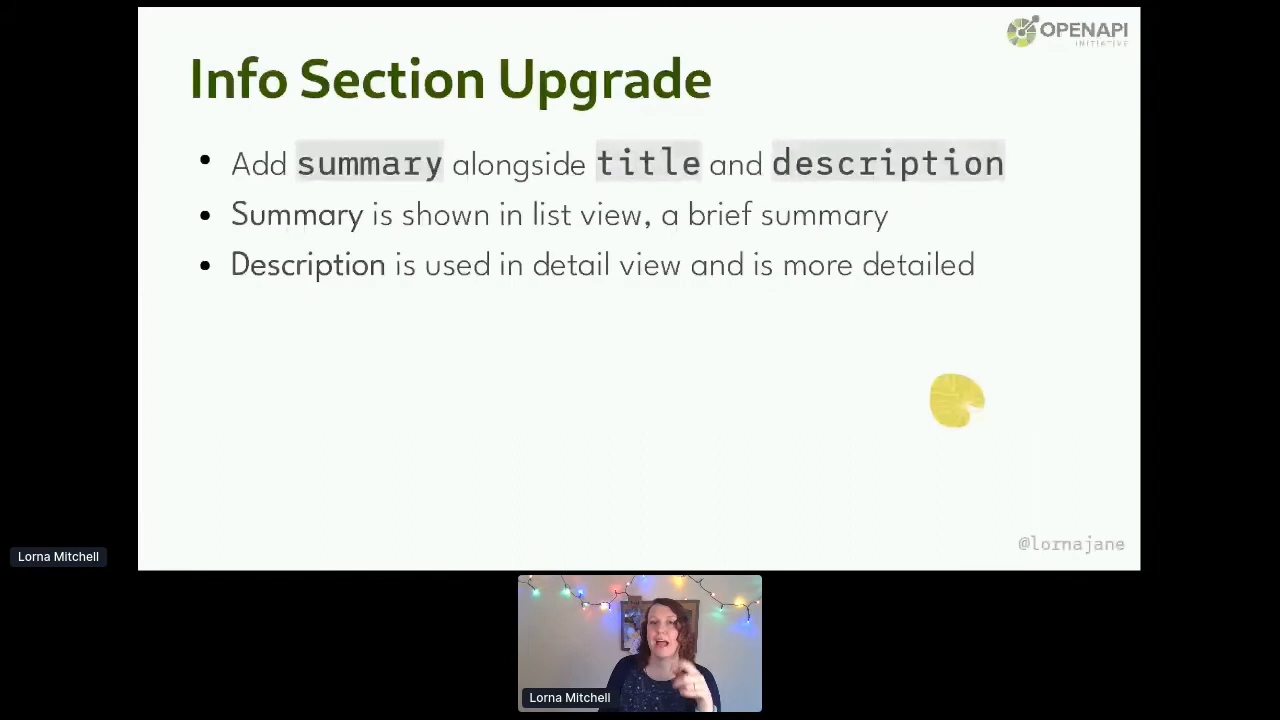 OPENAPI
INITIATIVE
Info Section Upgrade
• Add summary alongside title and description
• Summary is shown in list view, a brief summary
• Description is used in detail view and is more detailed
@lornajane
Lorna Mitchell
Lorna Mitchell